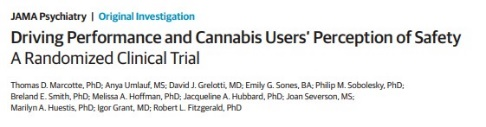 JAMA Psychiatry | Original Investigation
Driving Performance and Cannabis Users' Perception of Safety
A Randomized Clinical Trial
Thomas D. Marcotte, PhD; Anya Umlauf, MS; David J. Grelotti, MD; Emily G. Sones, BA; Philip M. Sobolesky, PhD;
Breland E. Smith, PhD; Melissa A. Hoffman, PhD; Jacqueline A. Hubbard, PhD; Joan Severson, MS;
Marilyn A. Huestis, PhD; Igor Grant, MD; Robert L. Fitzgerald, PhD